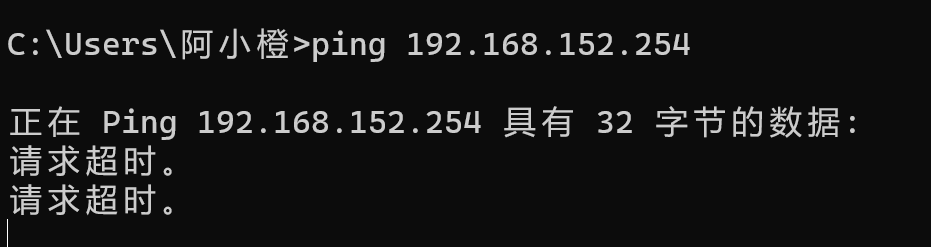 C:\Users\阿小橙>ping 192.168.152.254
正在 Ping 192.168.152.254 具有 32 字节的数据:
请求超时。
请求超时。